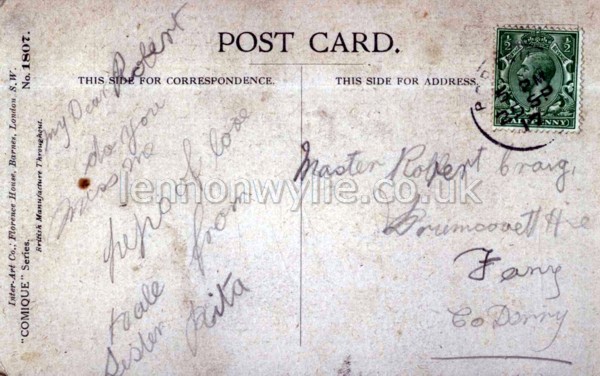 POST CARD.
THIS SIDE FOR CORRESPONDENCE.
THIS SIDE FOR ADDRESS.
Inter-Art Co., Florence House, Barnes, London, S.W.
"COMIQUE" Series.
British Manufacture Throughout.
No. 1807.
My Dear Robert
do you
miss me
of love
from
Sister Rita
Master Robert Craig,
Fany
Co Derry
HALFPENNY
lennonwylie.co.uk